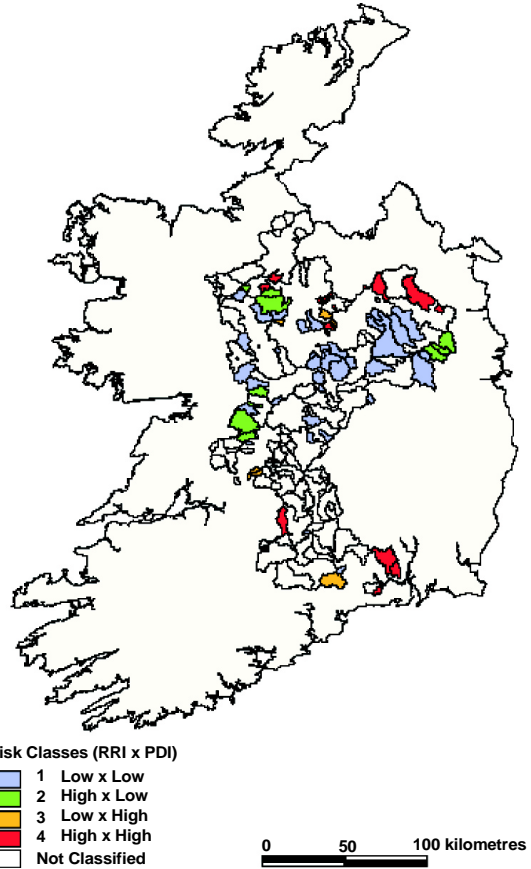 isk Classes (RRI x PDI)
1 Low x Low
2 High x Low
3 Low x High
4 High x High
Not Classified
0 50 100 kilometres